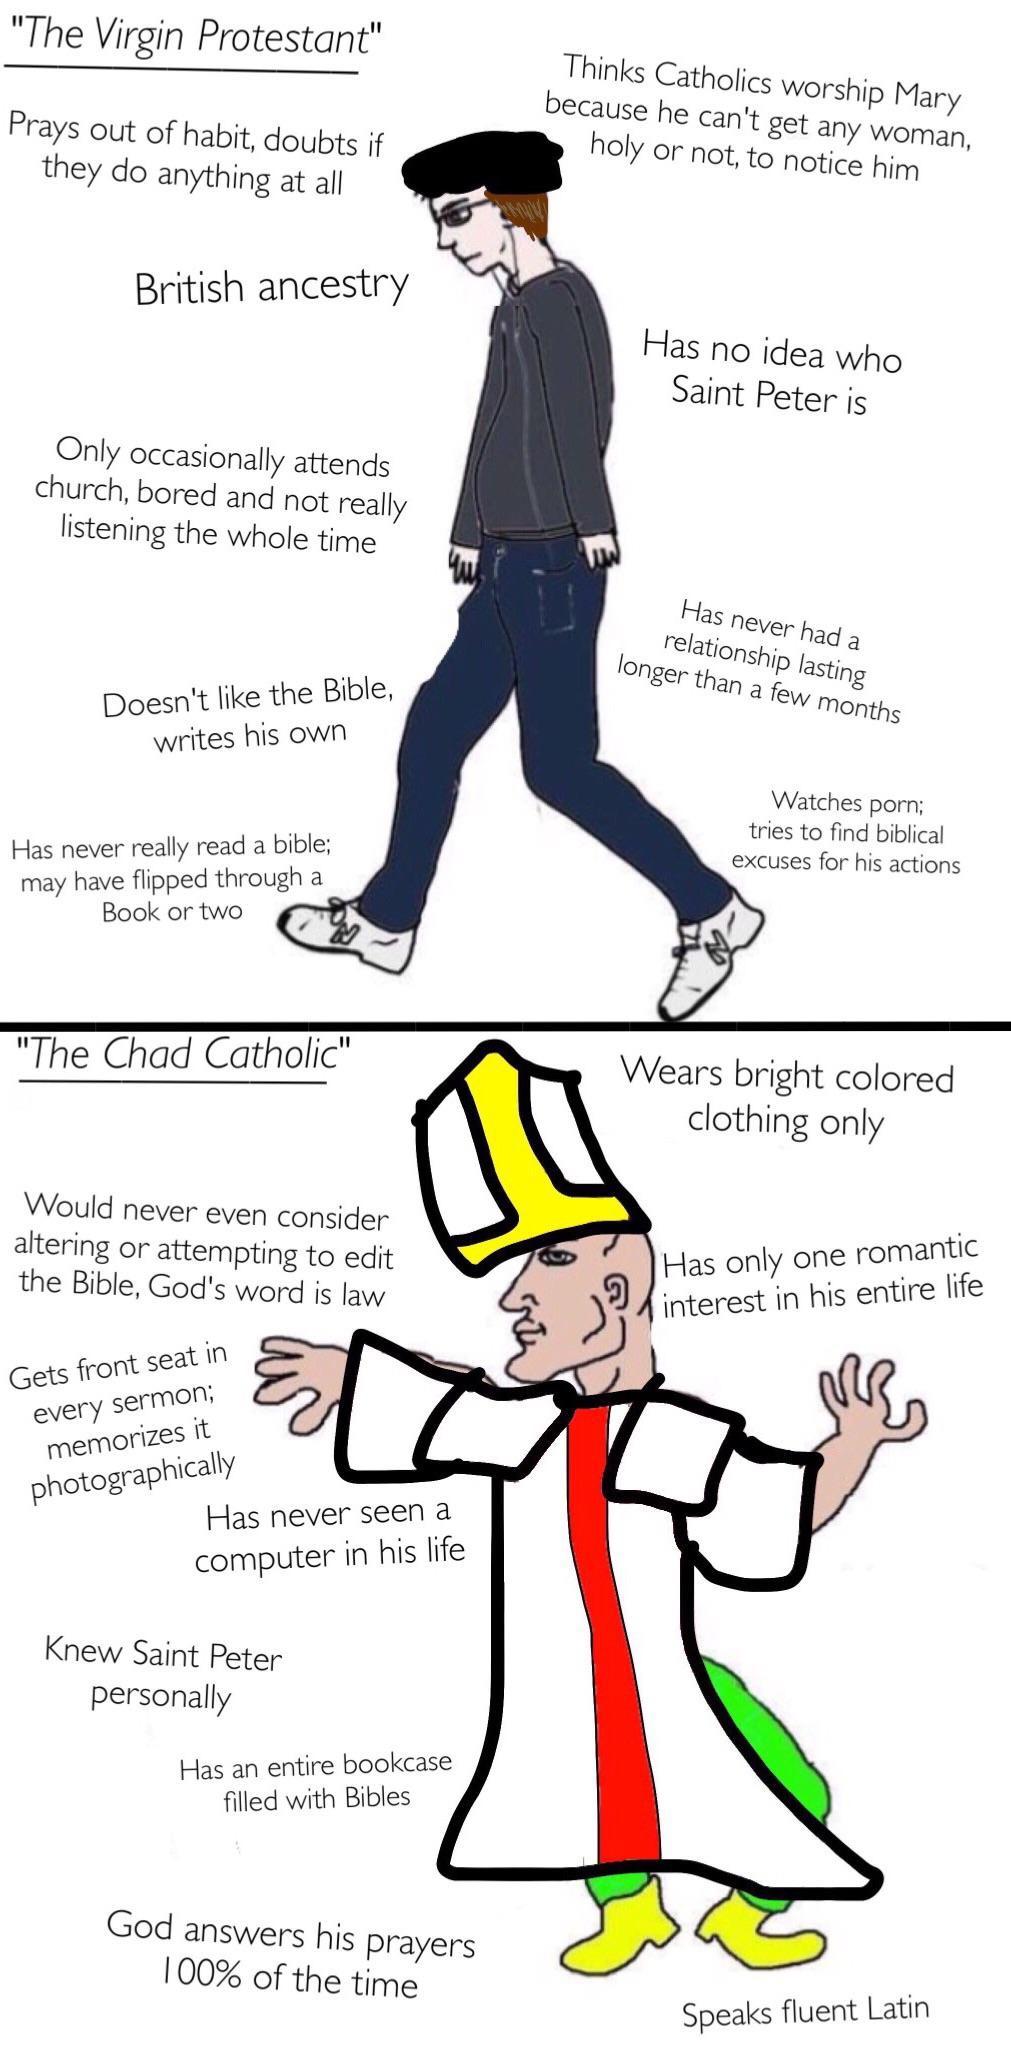 "The Virgin Protestant"
Thinks Catholics worship Mary
because he can't get any woman,
holy or not, to notice him
Prays out of habit, doubts if
they do anything at all
British ancestry
Has no idea who
Saint Peter is
Only occasionally attends
church, bored and not really
listening the whole time
Has never had a
relationship lasting
longer than a few months
Doesn't like the Bible,
writes his own
Watches porn;
tries to find biblical
excuses for his actions
Has never really read a bible;
may have flipped through a
Book or two
"The Chad Catholic"
Wears bright colored
clothing only
Would never even consider
altering or attempting to edit
the Bible, God's word is law
Has only one romantic
interest in his entire life
Gets front seat in
every sermon;
memorizes it
photographically
Has never seen a
computer in his life
Knew Saint Peter
personally
Has an entire bookcase
filled with Bibles
God answers his prayers
100% of the time
Speaks fluent Latin